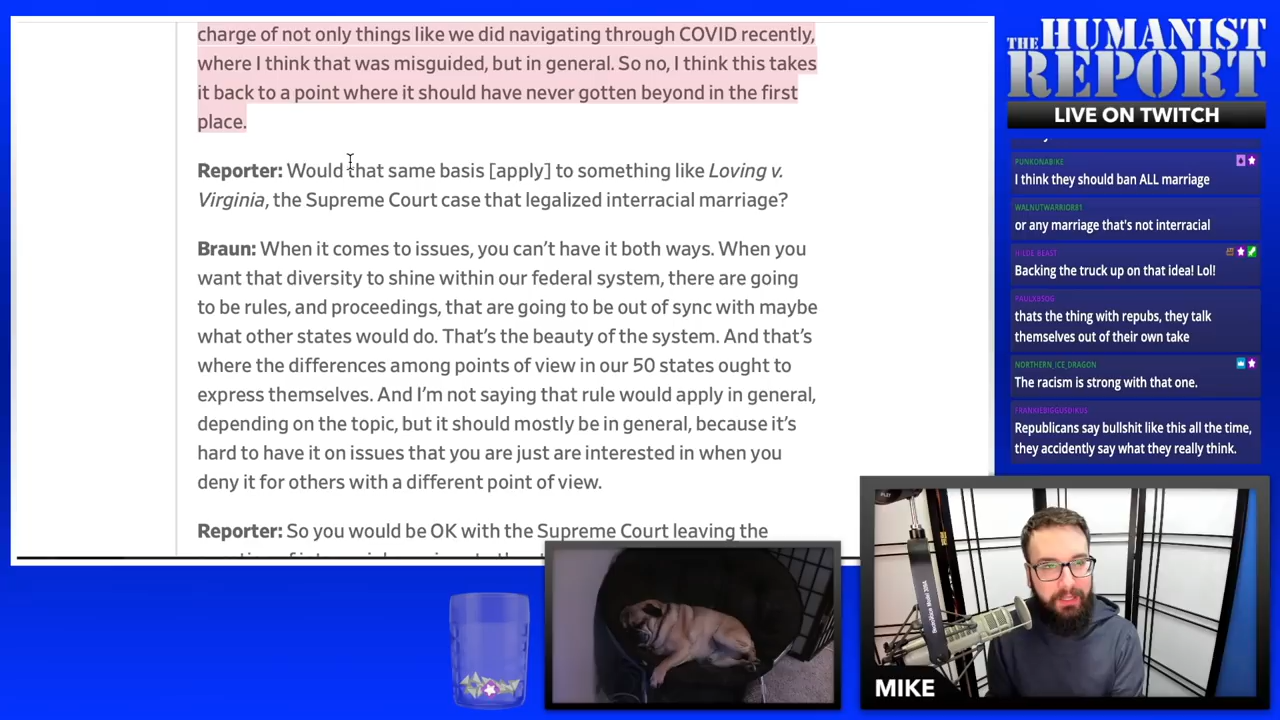 charge of not only things like we did navigating through COVID recently,
where I think that was misguided, but in general. So no, I think this takes
it back to a point where it should have never gotten beyond in the first
place.
Reporter: Would that same basis [apply] to something like Loving v.
Virginia, the Supreme Court case that legalized interracial marriage?
Braun: When it comes to issues, you can’t have it both ways. When you
want that diversity to shine within our federal system, there are going
to be rules, and proceedings, that are going to be out of sync with maybe
what other states would do. That’s the beauty of the system. And that’s
where the differences among points of view in our 50 states ought to
express themselves. And I’m not saying that rule would apply in general,
depending on the topic, but it should mostly be in general, because it’s
hard to have it on issues that you are just are interested in when you
deny it for others with a different point of view.
Reporter: So you would be OK with the Supreme Court leaving the
THE HUMANIST
REPORT
LIVE ON TWITCH
PUNKONABIKE
I think they should ban ALL marriage
WALNUTWARRIOR81
or any marriage that's not interracial
HILDE_BEAST
Backing the truck up on that idea! Lol!
thats the thing with repubs, they talk
themselves out of their own take
NORTHERN_ICE_DRAGON
The racism is strong with that one.
Republicans say bullshit like this all the time,
they accidently say what they really think.
MIKE